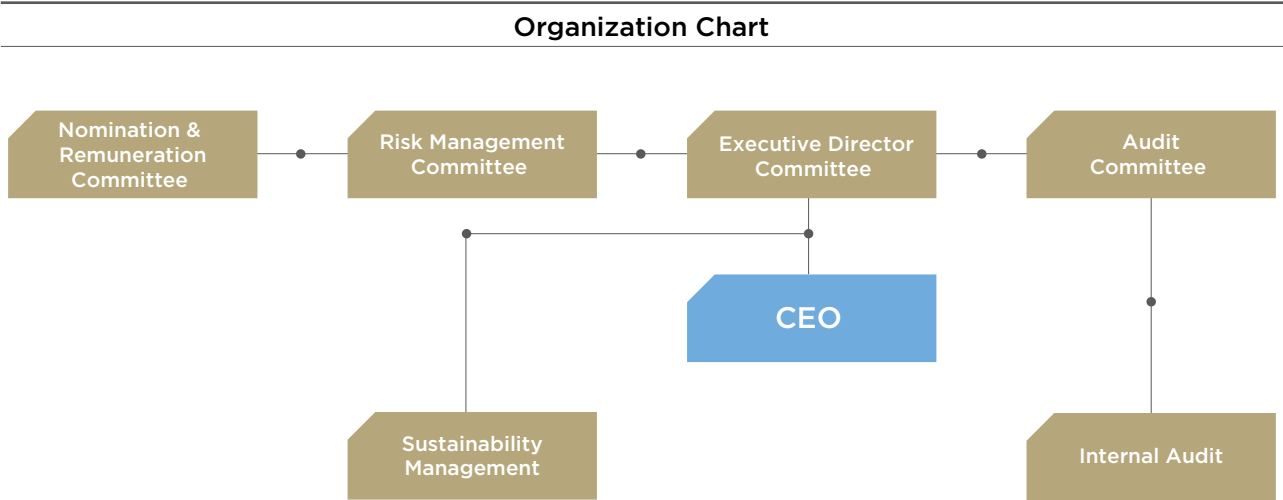 Organization Chart
Nomination &
Remuneration
Committee
Risk Management
Committee
Executive Director
Committee
Audit
Committee
CEO
Sustainability
Management
Internal Audit